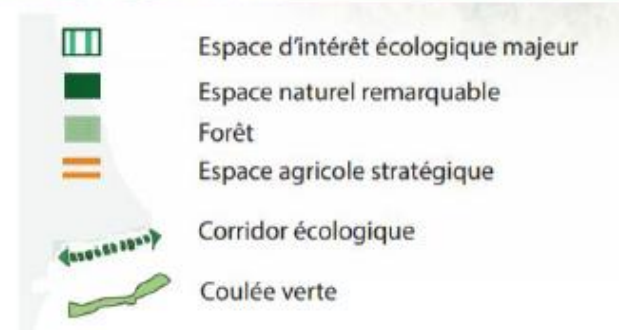 Espace d'intérêt écologique majeur
Espace naturel remarquable
Forêt
Espace agricole stratégique
Corridor écologique
Coulée verte